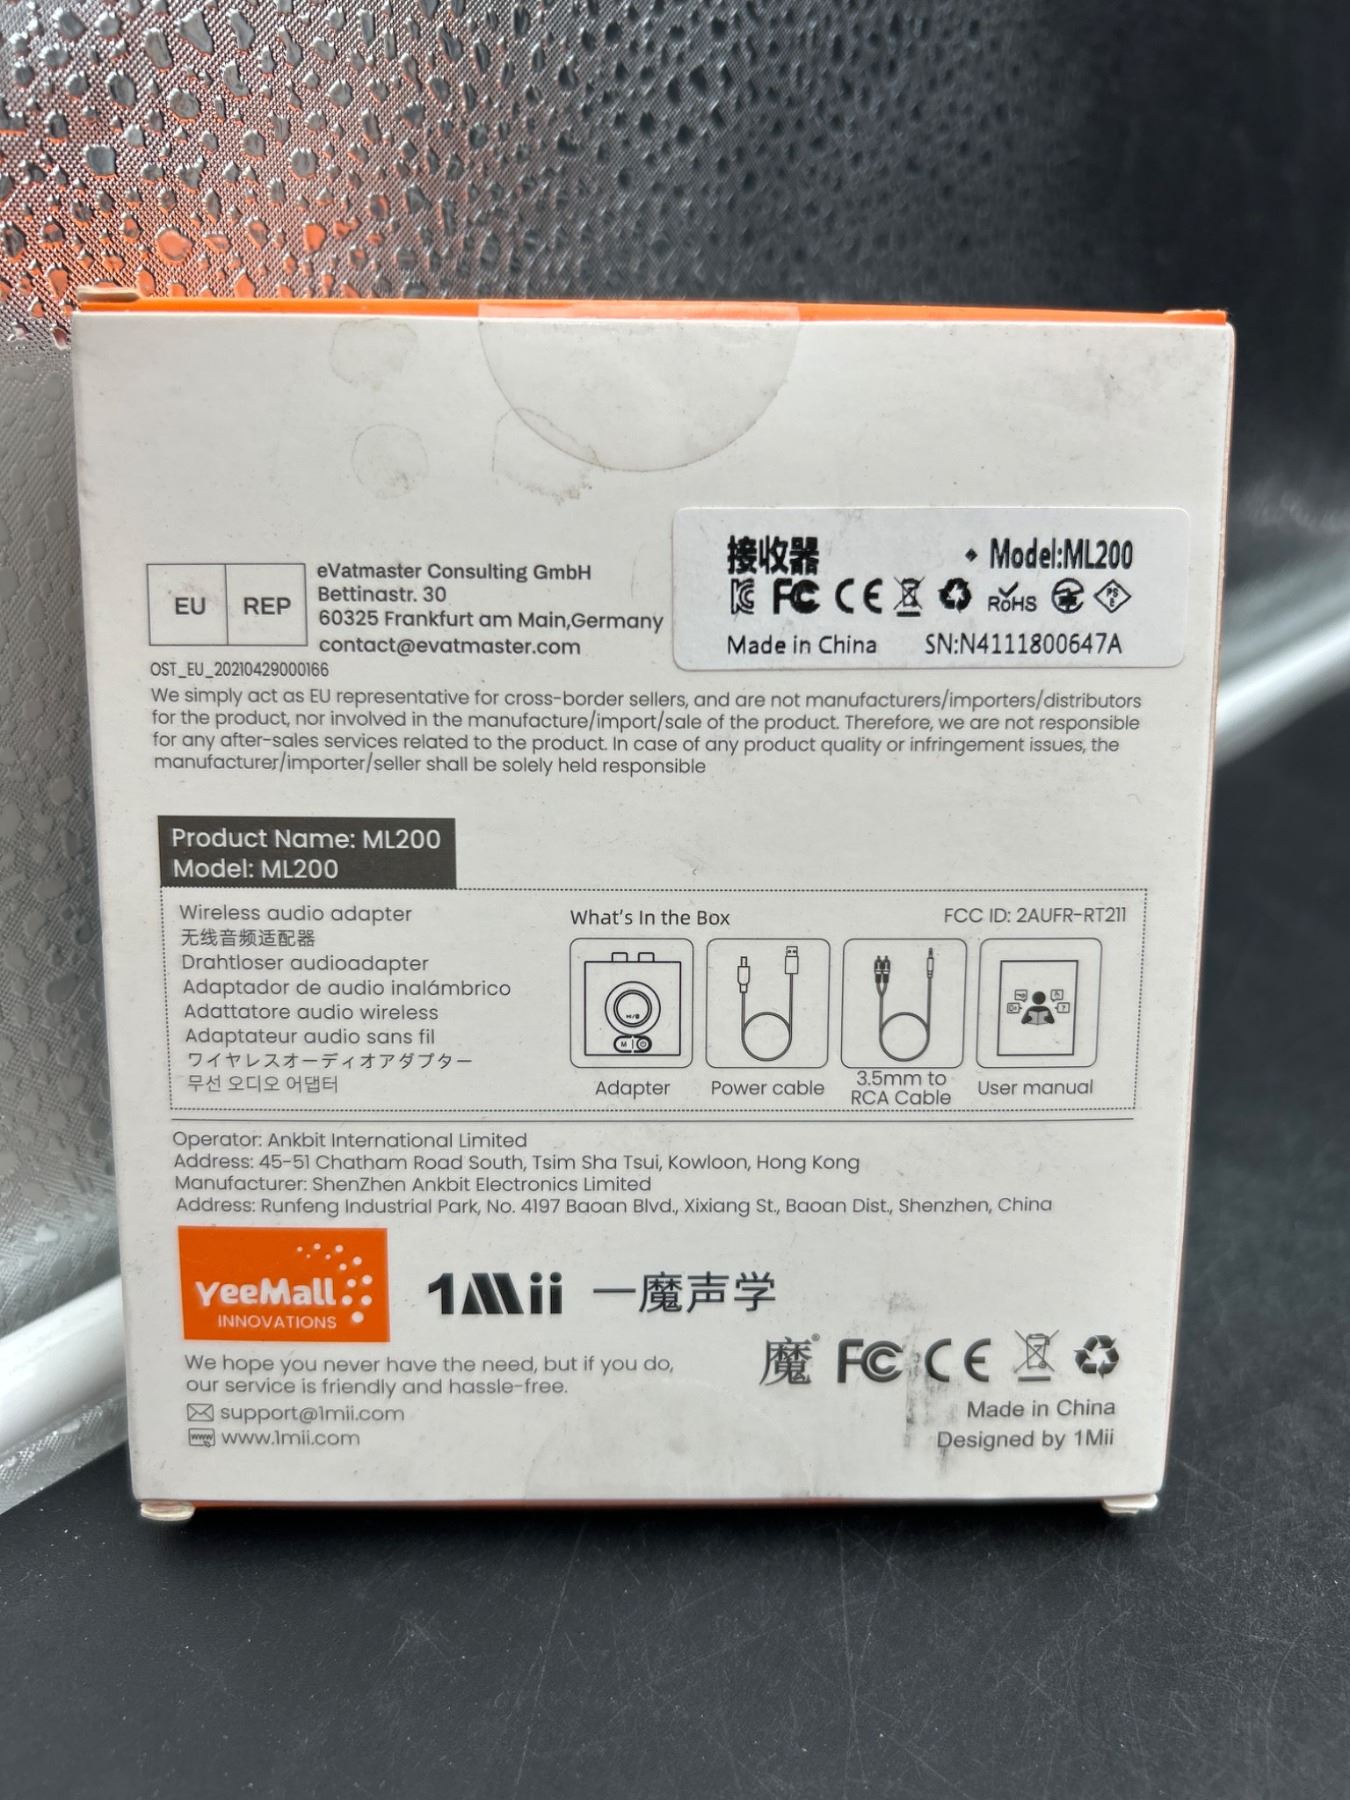 接收器
Model:ML200
FC CE RoHS PS E
Made in China SN:N4111800647A
EU REP
eVatmaster Consulting GmbH
Bettinastr. 30
60325 Frankfurt am Main,Germany
contact@evatmaster.com
OST_EU_20210429000166
We simply act as EU representative for cross-border sellers, and are not manufacturers/importers/distributors
for the product, nor involved in the manufacture/import/sale of the product. Therefore, we are not responsible
for any after-sales services related to the product. In case of any product quality or infringement issues, the
manufacturer/importer/seller shall be solely held responsible
Product Name: ML200
Model: ML200
Wireless audio adapter
无线音频适配器
Drahtloser audioadapter
Adaptador de audio inalámbrico
Adattatore audio wireless
Adaptateur audio sans fil
ワイヤレスオーディオアダプター
무선 오디오 어댑터
What's In the Box
FCC ID: 2AUFR-RT211
M
Adapter
Power cable
3.5mm to
RCA Cable
User manual
Operator: Ankbit International Limited
Address: 45-51 Chatham Road South, Tsim Sha Tsui, Kowloon, Hong Kong
Manufacturer: ShenZhen Ankbit Electronics Limited
Address: Runfeng Industrial Park, No. 4197 Baoan Blvd., Xixiang St., Baoan Dist., Shenzhen, China
YeeMall
INNOVATIONS
1Mii 一魔声学
魔® FC CE
We hope you never have the need, but if you do,
our service is friendly and hassle-free.
support@1mii.com
www www.1mii.com
Made in China
Designed by 1Mii